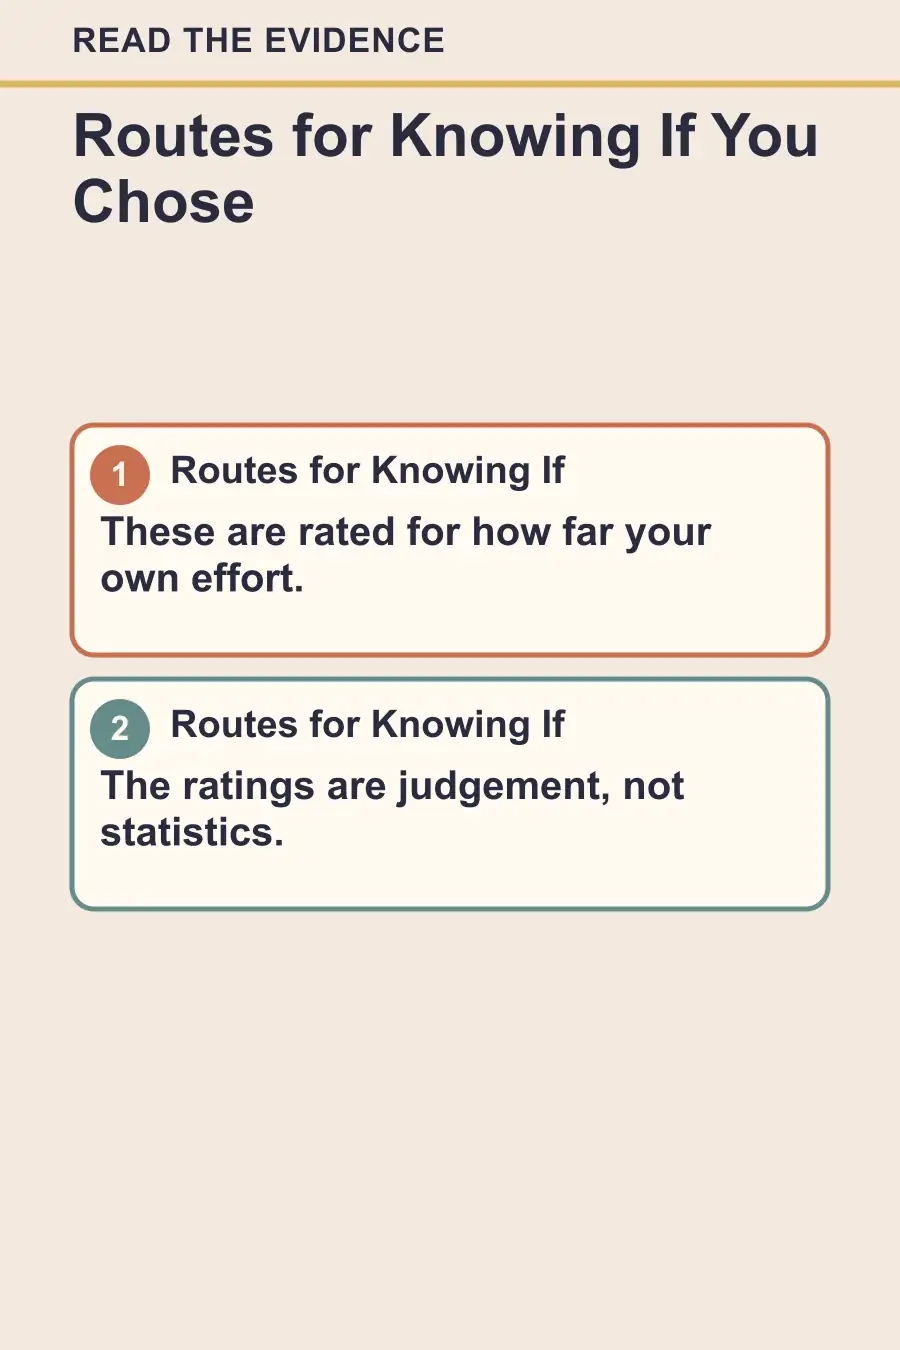 READ THE EVIDENCE
Routes for Knowing If You
Chose
1 Routes for Knowing If
These are rated for how far your
own effort.
2 Routes for Knowing If
The ratings are judgement, not
statistics.